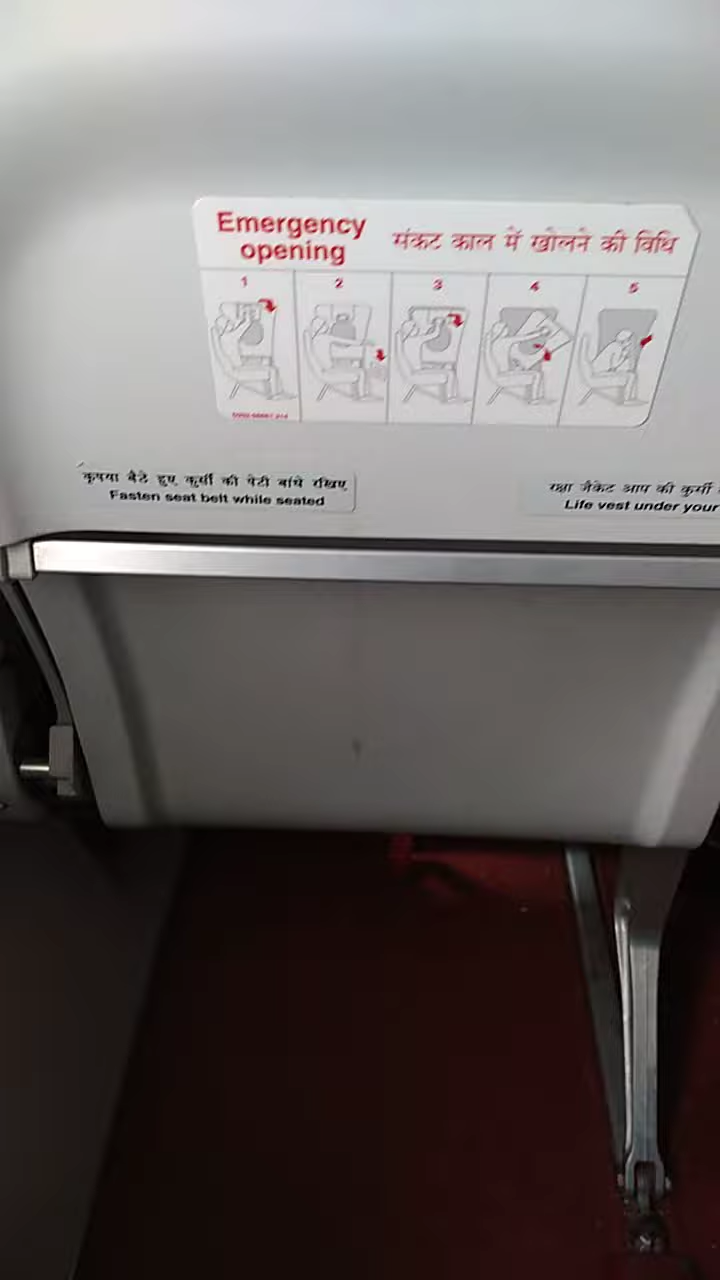 Emergency
opening
संकट काल में खोलने की विधि
1 2 3 4 5
कृपया बैठे हुए कुर्सी की पेटी बांधे रखिए
Fasten seat belt while seated
रक्षा जैकेट आप की कुर्सी
Life vest under your